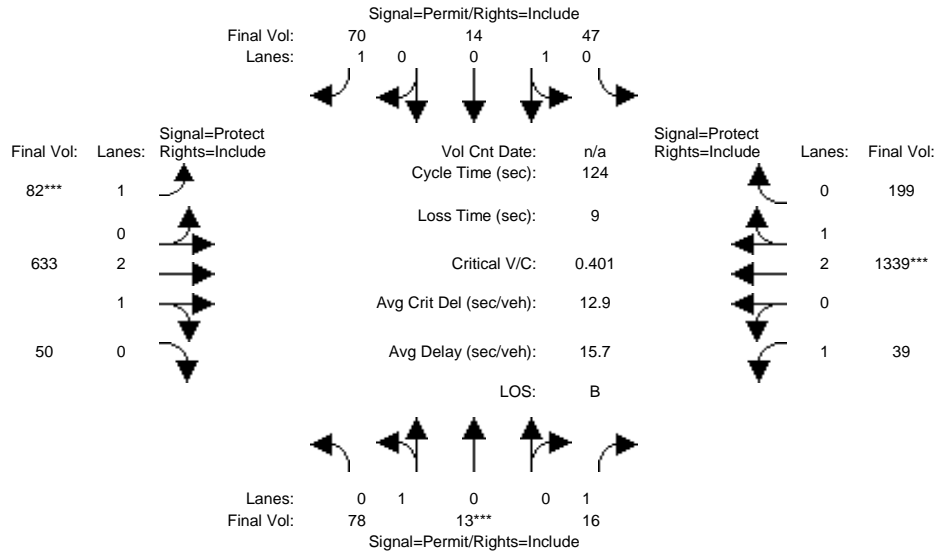 Signal=Permit/Rights=Include
Final Vol: 70 14 47
Lanes: 1 0 0 1 0
Signal=Protect Signal=Protect
Final Vol: Lanes: Rights=Include Vol Cnt Date: n/a Rights=Include Lanes: Final Vol:
Cycle Time (sec): 124
82*** 1 0 199
Loss Time (sec): 9
0 1
633 2 Critical V/C: 0.401 2 1339***
1 Avg Crit Del (sec/veh): 12.9 0
50 0 Avg Delay (sec/veh): 15.7 1 39
LOS: B
Lanes: 0 1 0 0 1
Final Vol: 78 13*** 16
Signal=Permit/Rights=Include